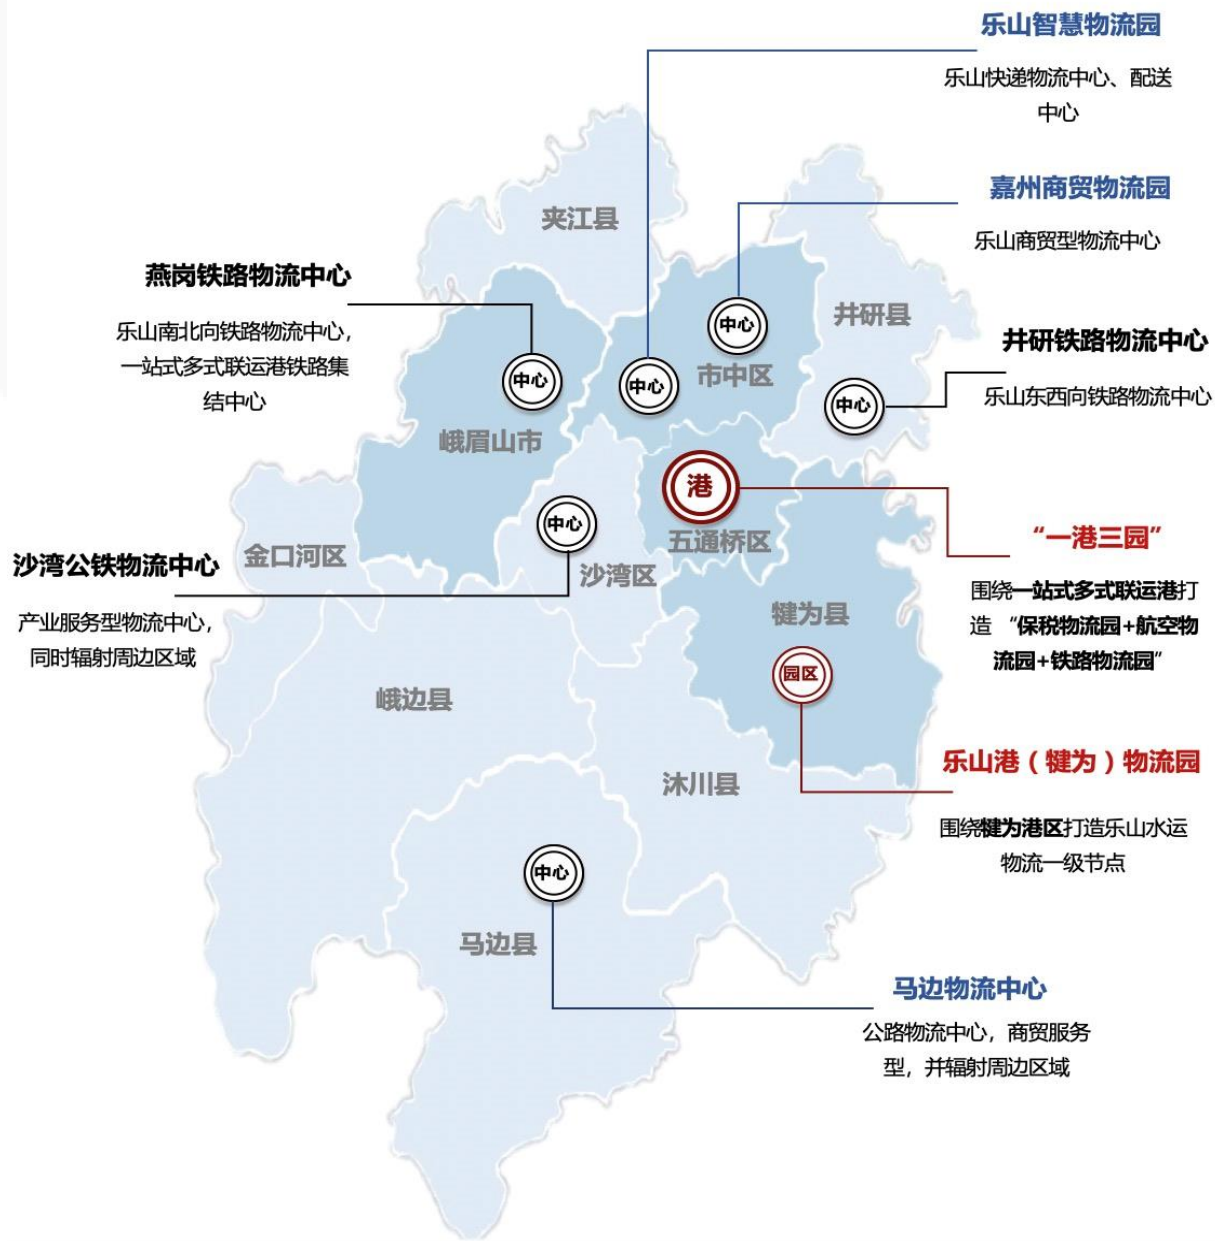 乐山智慧物流园
乐山快递物流中心、配送
中心
嘉州商贸物流园
乐山商贸型物流中心
夹江县
燕岗铁路物流中心
乐山南北向铁路物流中心，
一站式多式联运港铁路集
结中心
井研县
井研铁路物流中心
乐山东西向铁路物流中心
中心
中心
中心
中心
市中区
峨眉山市
港
中心
五通桥区
“一港三园”
围绕一站式多式联运港打
造 “保税物流园+航空物
流园+铁路物流园”
金口河区
沙湾公铁物流中心
产业服务型物流中心，
同时辐射周边区域
沙湾区
犍为县
园区
乐山港（犍为）物流园
围绕犍为港区打造乐山水运
物流一级节点
峨边县
沐川县
中心
马边县
马边物流中心
公路物流中心，商贸服务
型，并辐射周边区域